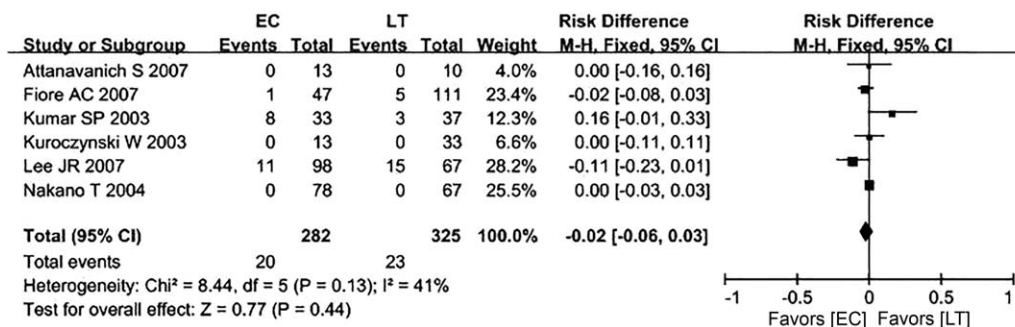 EC LT Risk Difference Risk Difference
Study or Subgroup Events Total Events Total Weight M-H, Fixed, 95% CI M-H, Fixed, 95% CI
Attanavanich S 2007 0 13 0 10 4.0% 0.00 [-0.16, 0.16]
Fiore AC 2007 1 47 5 111 23.4% -0.02 [-0.08, 0.03]
Kumar SP 2003 8 33 3 37 12.3% 0.16 [-0.01, 0.33]
Kuroczynski W 2003 0 13 0 33 6.6% 0.00 [-0.11, 0.11]
Lee JR 2007 11 98 15 67 28.2% -0.11 [-0.23, 0.01]
Nakano T 2004 0 78 0 67 25.5% 0.00 [-0.03, 0.03]
Total (95% CI) 282 325 100.0% -0.02 [-0.06, 0.03]
Total events 20 23
Heterogeneity: Chi² = 8.44, df = 5 (P = 0.13); I² = 41%
Test for overall effect: Z = 0.77 (P = 0.44)
-1 -0.5 0 0.5 1
Favors [EC] Favors [LT]